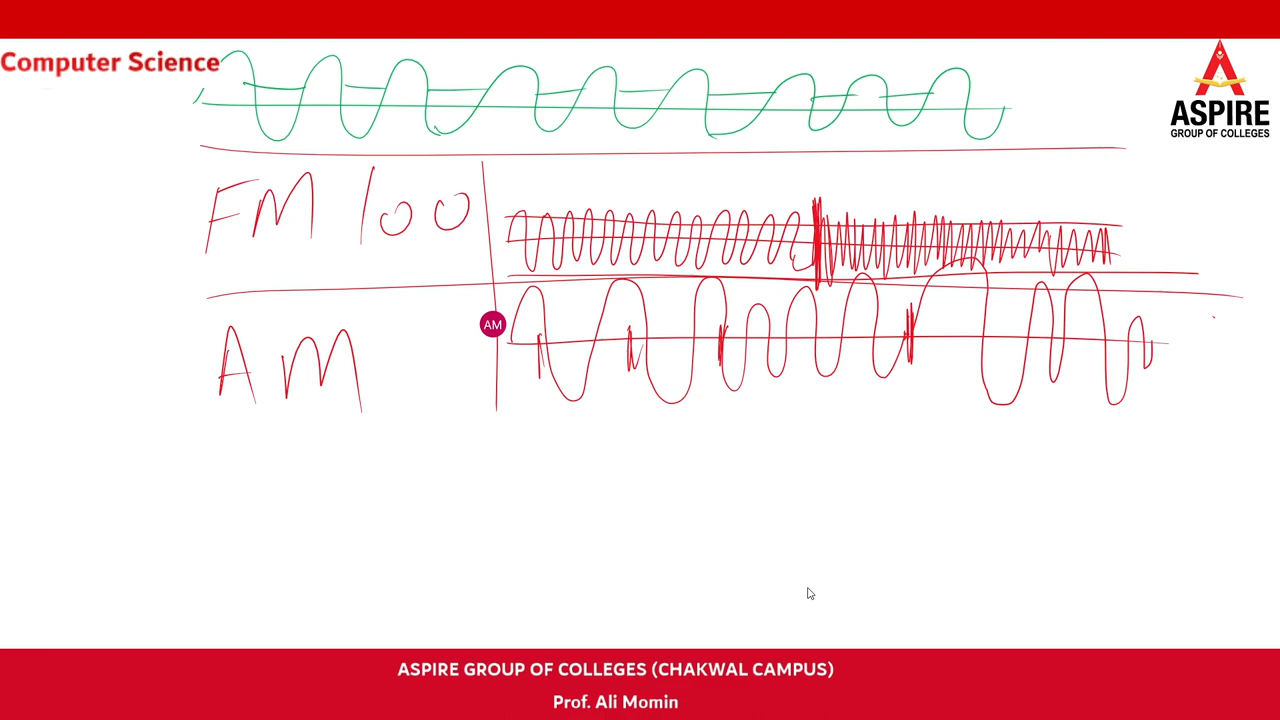 Computer Science
ASPIRE
GROUP OF COLLEGES
FM 100
AM
AM
ASPIRE GROUP OF COLLEGES (CHAKWAL CAMPUS)
Prof. Ali Momin